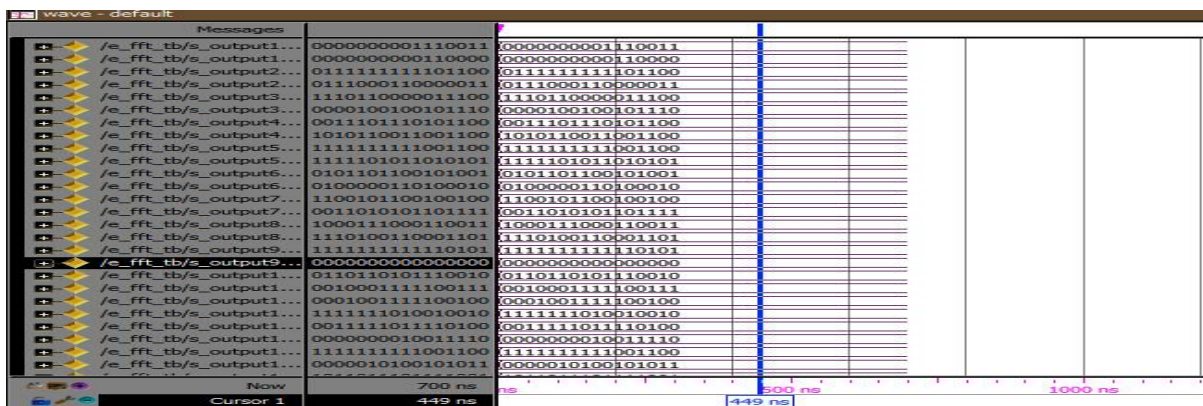 wave - default
Messages
/e_fft_tb/s_output1... 0000000001110011 0000000001110011
/e_fft_tb/s_output1... 0000000000110000 0000000000110000
/e_fft_tb/s_output2... 0111111111101100 0111111111101100
/e_fft_tb/s_output2... 0111000110000011 0111000110000011
/e_fft_tb/s_output3... 1110110000011100 1110110000011100
/e_fft_tb/s_output3... 0000100100101110 0000100100101110
/e_fft_tb/s_output4... 0011101110101100 0011101110101100
/e_fft_tb/s_output4... 1010110011001100 1010110011001100
/e_fft_tb/s_output5... 1111111111001100 1111111111001100
/e_fft_tb/s_output5... 1111101011010101 1111101011010101
/e_fft_tb/s_output6... 0101101100101001 0101101100101001
/e_fft_tb/s_output6... 0100000110100010 0100000110100010
/e_fft_tb/s_output7... 1100101100100100 1100101100100100
/e_fft_tb/s_output7... 0011010101101111 0011010101101111
/e_fft_tb/s_output8... 1000111000110011 1000111000110011
/e_fft_tb/s_output8... 1110100110001101 1110100110001101
/e_fft_tb/s_output9... 1111111111110101 1111111111110101
/e_fft_tb/s_output9... 0000000000000000 0000000000000000
/e_fft_tb/s_output1... 0110110101110010 0110110101110010
/e_fft_tb/s_output1... 0010001111100111 0010001111100111
/e_fft_tb/s_output1... 0001001111100100 0001001111100100
/e_fft_tb/s_output1... 1111111010010010 1111111010010010
/e_fft_tb/s_output1... 0011111011110100 0011111011110100
/e_fft_tb/s_output1... 0000000010011110 0000000010011110
/e_fft_tb/s_output1... 1111111111001100 1111111111001100
/e_fft_tb/s_output1... 0000010100101011 0000010100101011
Now 700 ns ns 500 ns 1000 ns
Cursor 1 449 ns 449 ns